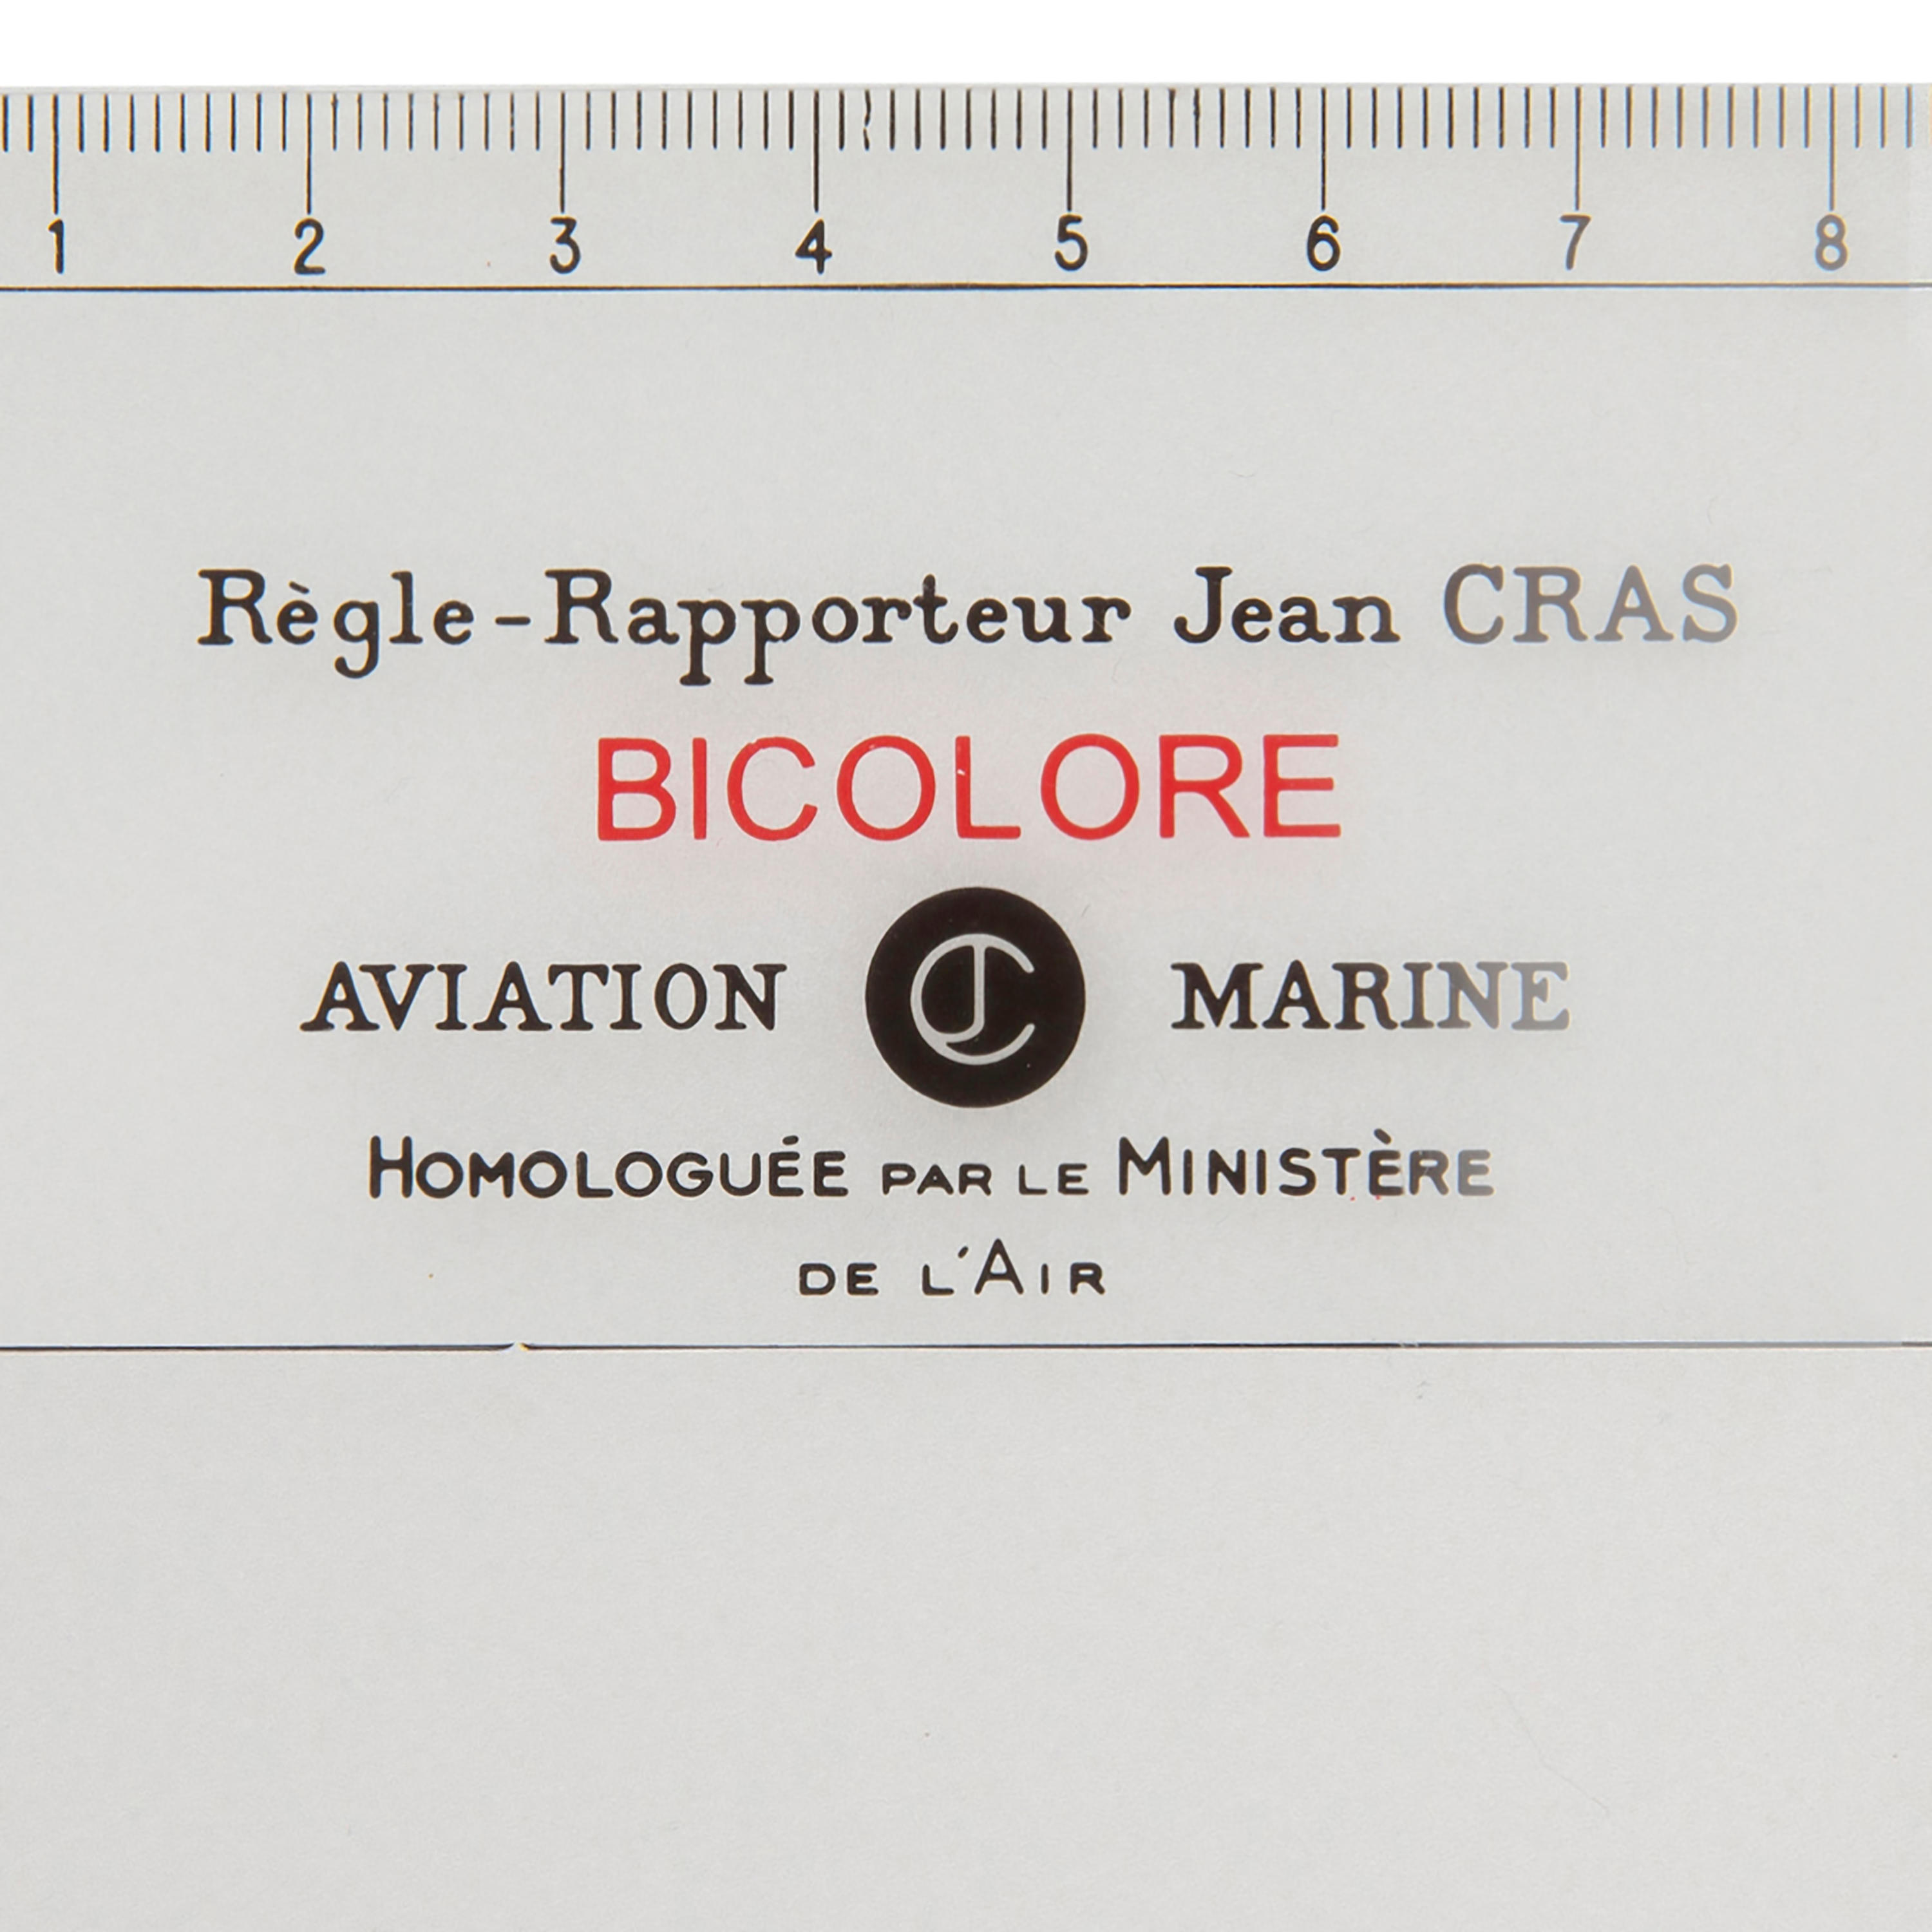 1 2 3 4 5 6 7 8
Règle-Rapporteur Jean CRAS
BICOLORE
AVIATION JC MARINE
HOMOLOGUÉE PAR LE MINISTÈRE
DE L'AIR